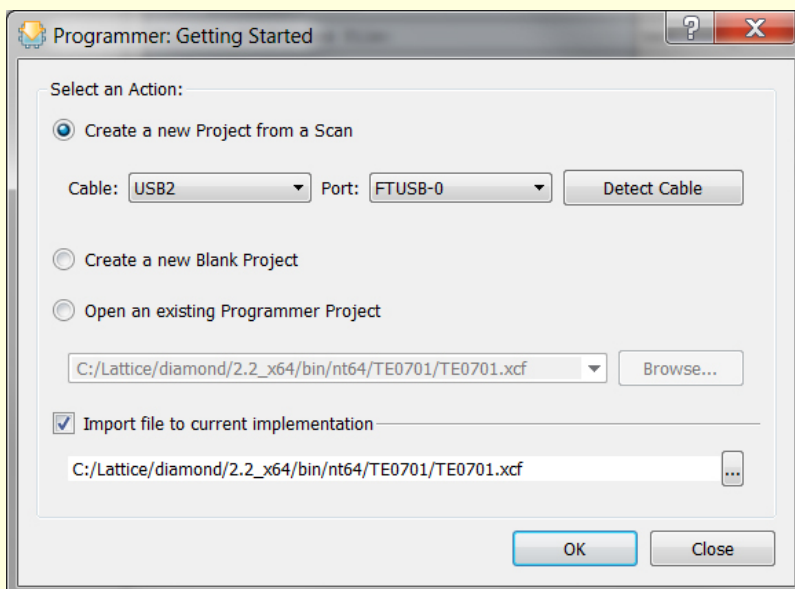 Programmer: Getting Started
Select an Action:
Create a new Project from a Scan
Cable: USB2 Port: FTUSB-0 Detect Cable
Create a new Blank Project
Open an existing Programmer Project
C:/Lattice/diamond/2.2_x64/bin/nt64/TE0701/TE0701.xcf Browse...
Import file to current implementation
C:/Lattice/diamond/2.2_x64/bin/nt64/TE0701/TE0701.xcf ...
OK Close